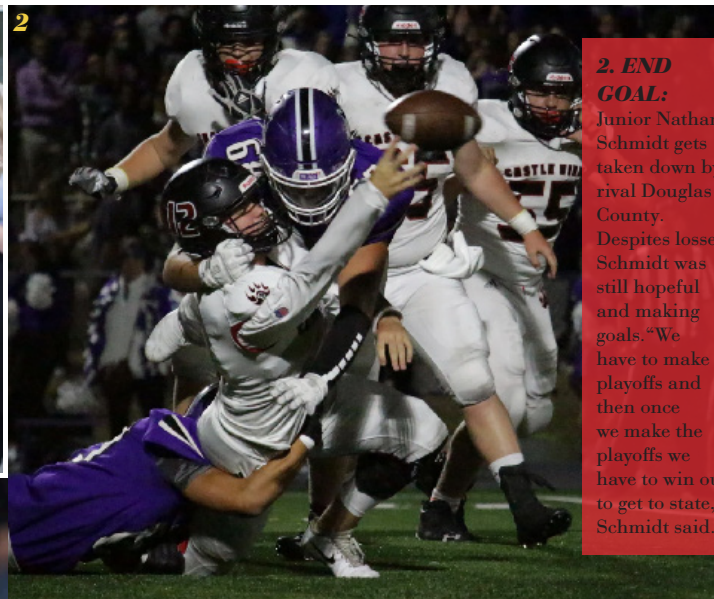 2
2. END
GOAL:
Junior Nathan
Schmidt gets
taken down by
rival Douglas
County.
Despites losse
Schmidt was
still hopeful
and making
goals."We
have to make
playoffs and
then once
we make the
playoffs we
have to win ou
to get to state,
Schmidt said.
12
55